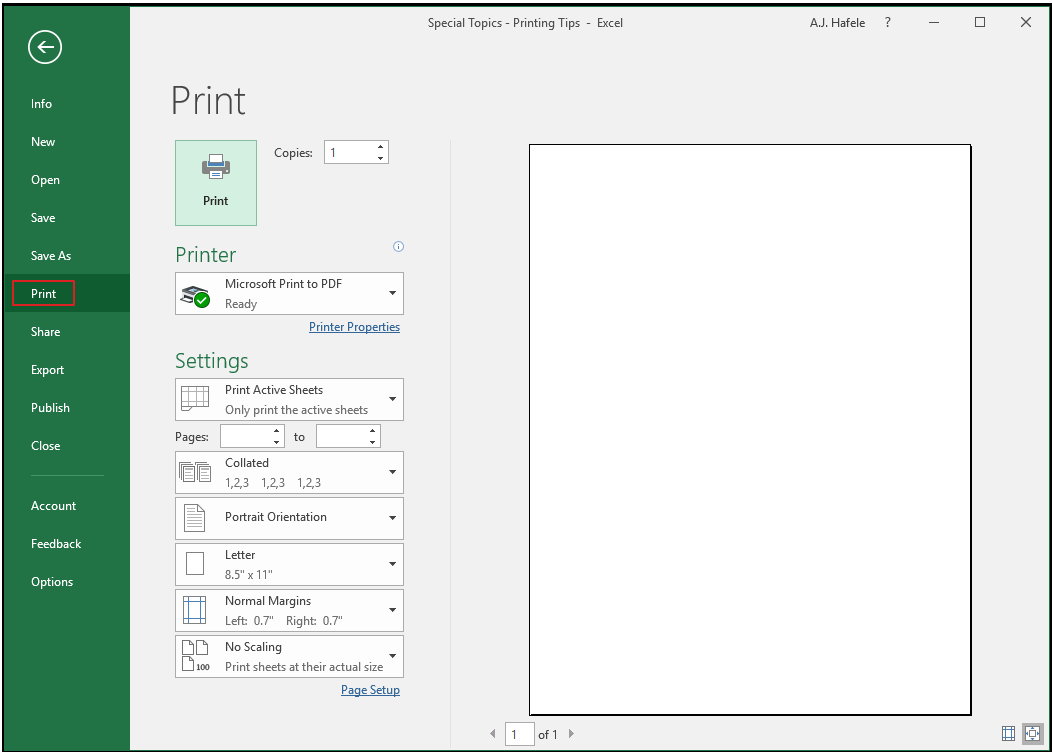 Special Topics - Printing Tips - Excel
A.J. Hafele
?
Info
New
Open
Save
Save As
Print
Share
Export
Publish
Close
Account
Feedback
Options
Print
Print
Copies: 1
Printer
Microsoft Print to PDF
Ready
Printer Properties
Settings
Print Active Sheets
Only print the active sheets
Pages: to
Collated
1,2,3 1,2,3 1,2,3
Portrait Orientation
Letter
8.5" x 11"
Normal Margins
Left: 0.7" Right: 0.7"
No Scaling
100
Print sheets at their actual size
Page Setup
1 of 1